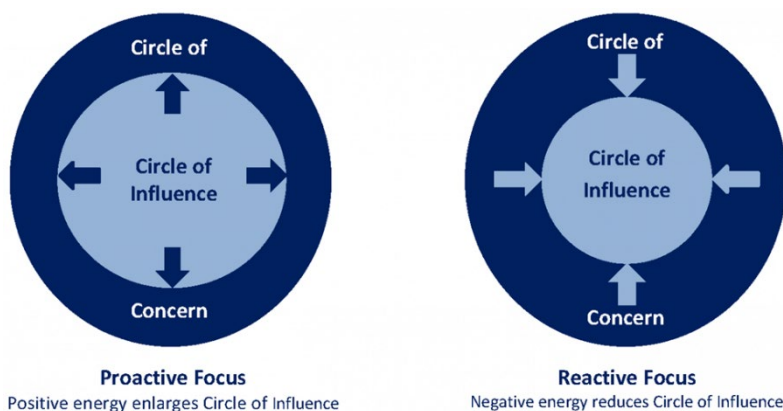 Circle of
Circle of
Influence
Concern
Proactive Focus
Positive energy enlarges Circle of Influence
Circle of
Circle of
Influence
Concern
Reactive Focus
Negative energy reduces Circle of Influence